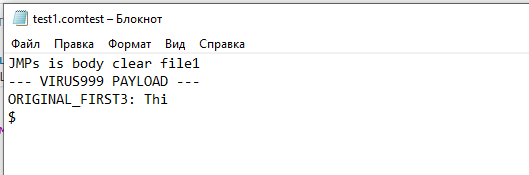 test1.comtest – Блокнот
Файл Правка Формат Вид Справка
JMPs is body clear file1
--- VIRUS999 PAYLOAD ---
ORIGINAL_FIRST3: Thi
$